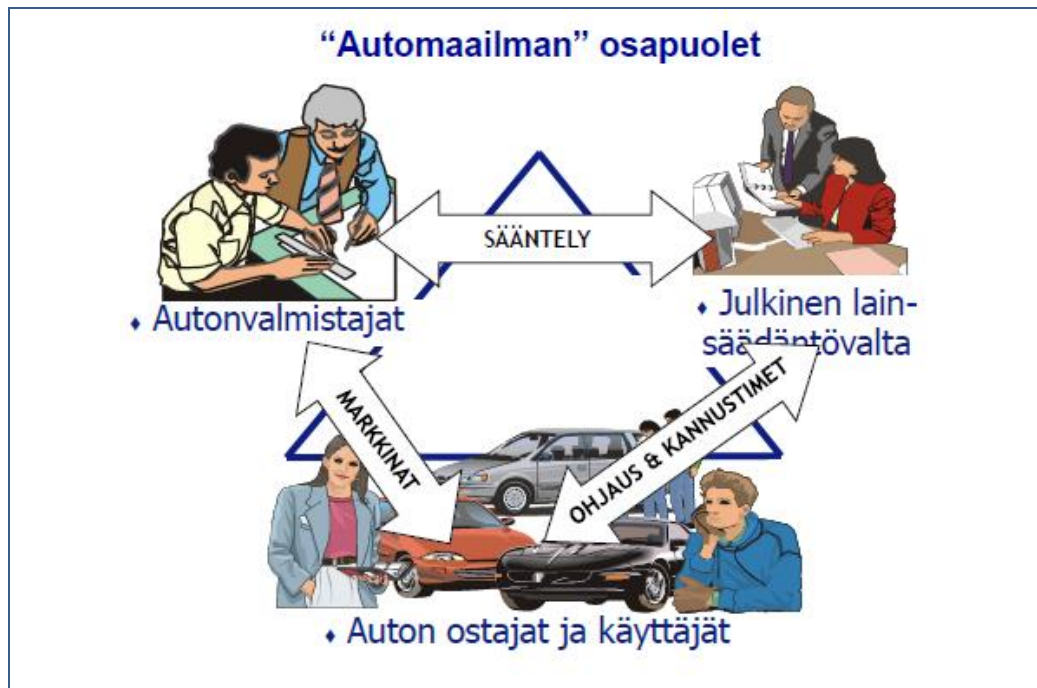 “Automaailman” osapuolet
SÄÄNTELY
♦ Autonvalmistajat
♦ Julkinen lain-
säädäntövalta
MARKKINAT
OHJAUS & KANNUSTIMET
♦ Auton ostajat ja käyttäjät